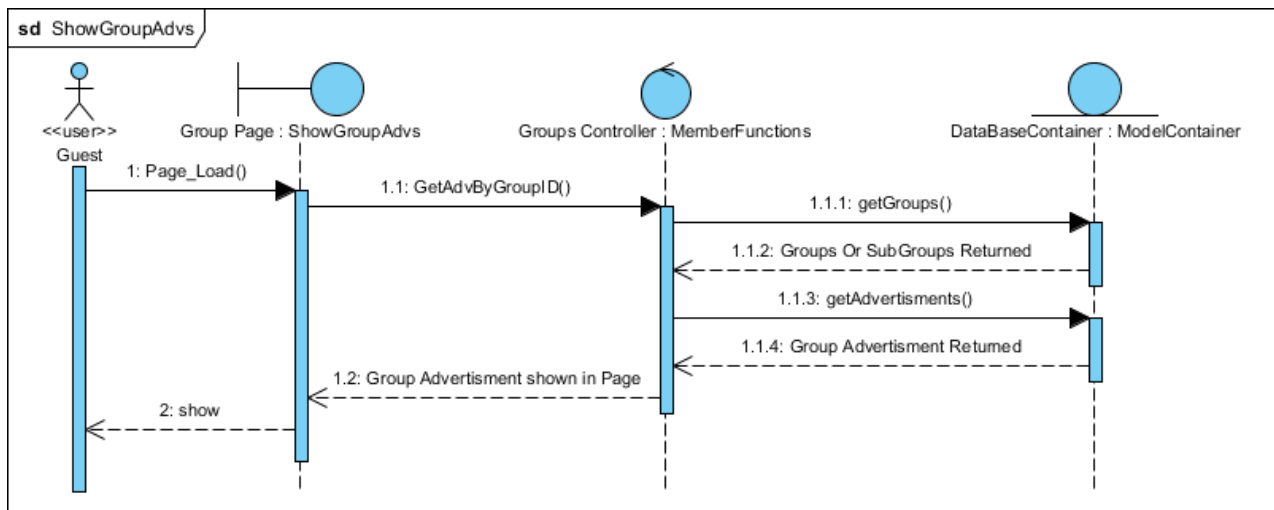 sd ShowGroupAdvs
<<user>>
Guest
Group Page : ShowGroupAdvs
Groups Controller : MemberFunctions
DataBaseContainer : ModelContainer
1: Page_Load()
1.1: GetAdvByGroupID()
1.1.1: getGroups()
1.1.2: Groups Or SubGroups Returned
1.1.3: getAdvertisments()
1.1.4: Group Advertisment Returned
1.2: Group Advertisment shown in Page
2: show